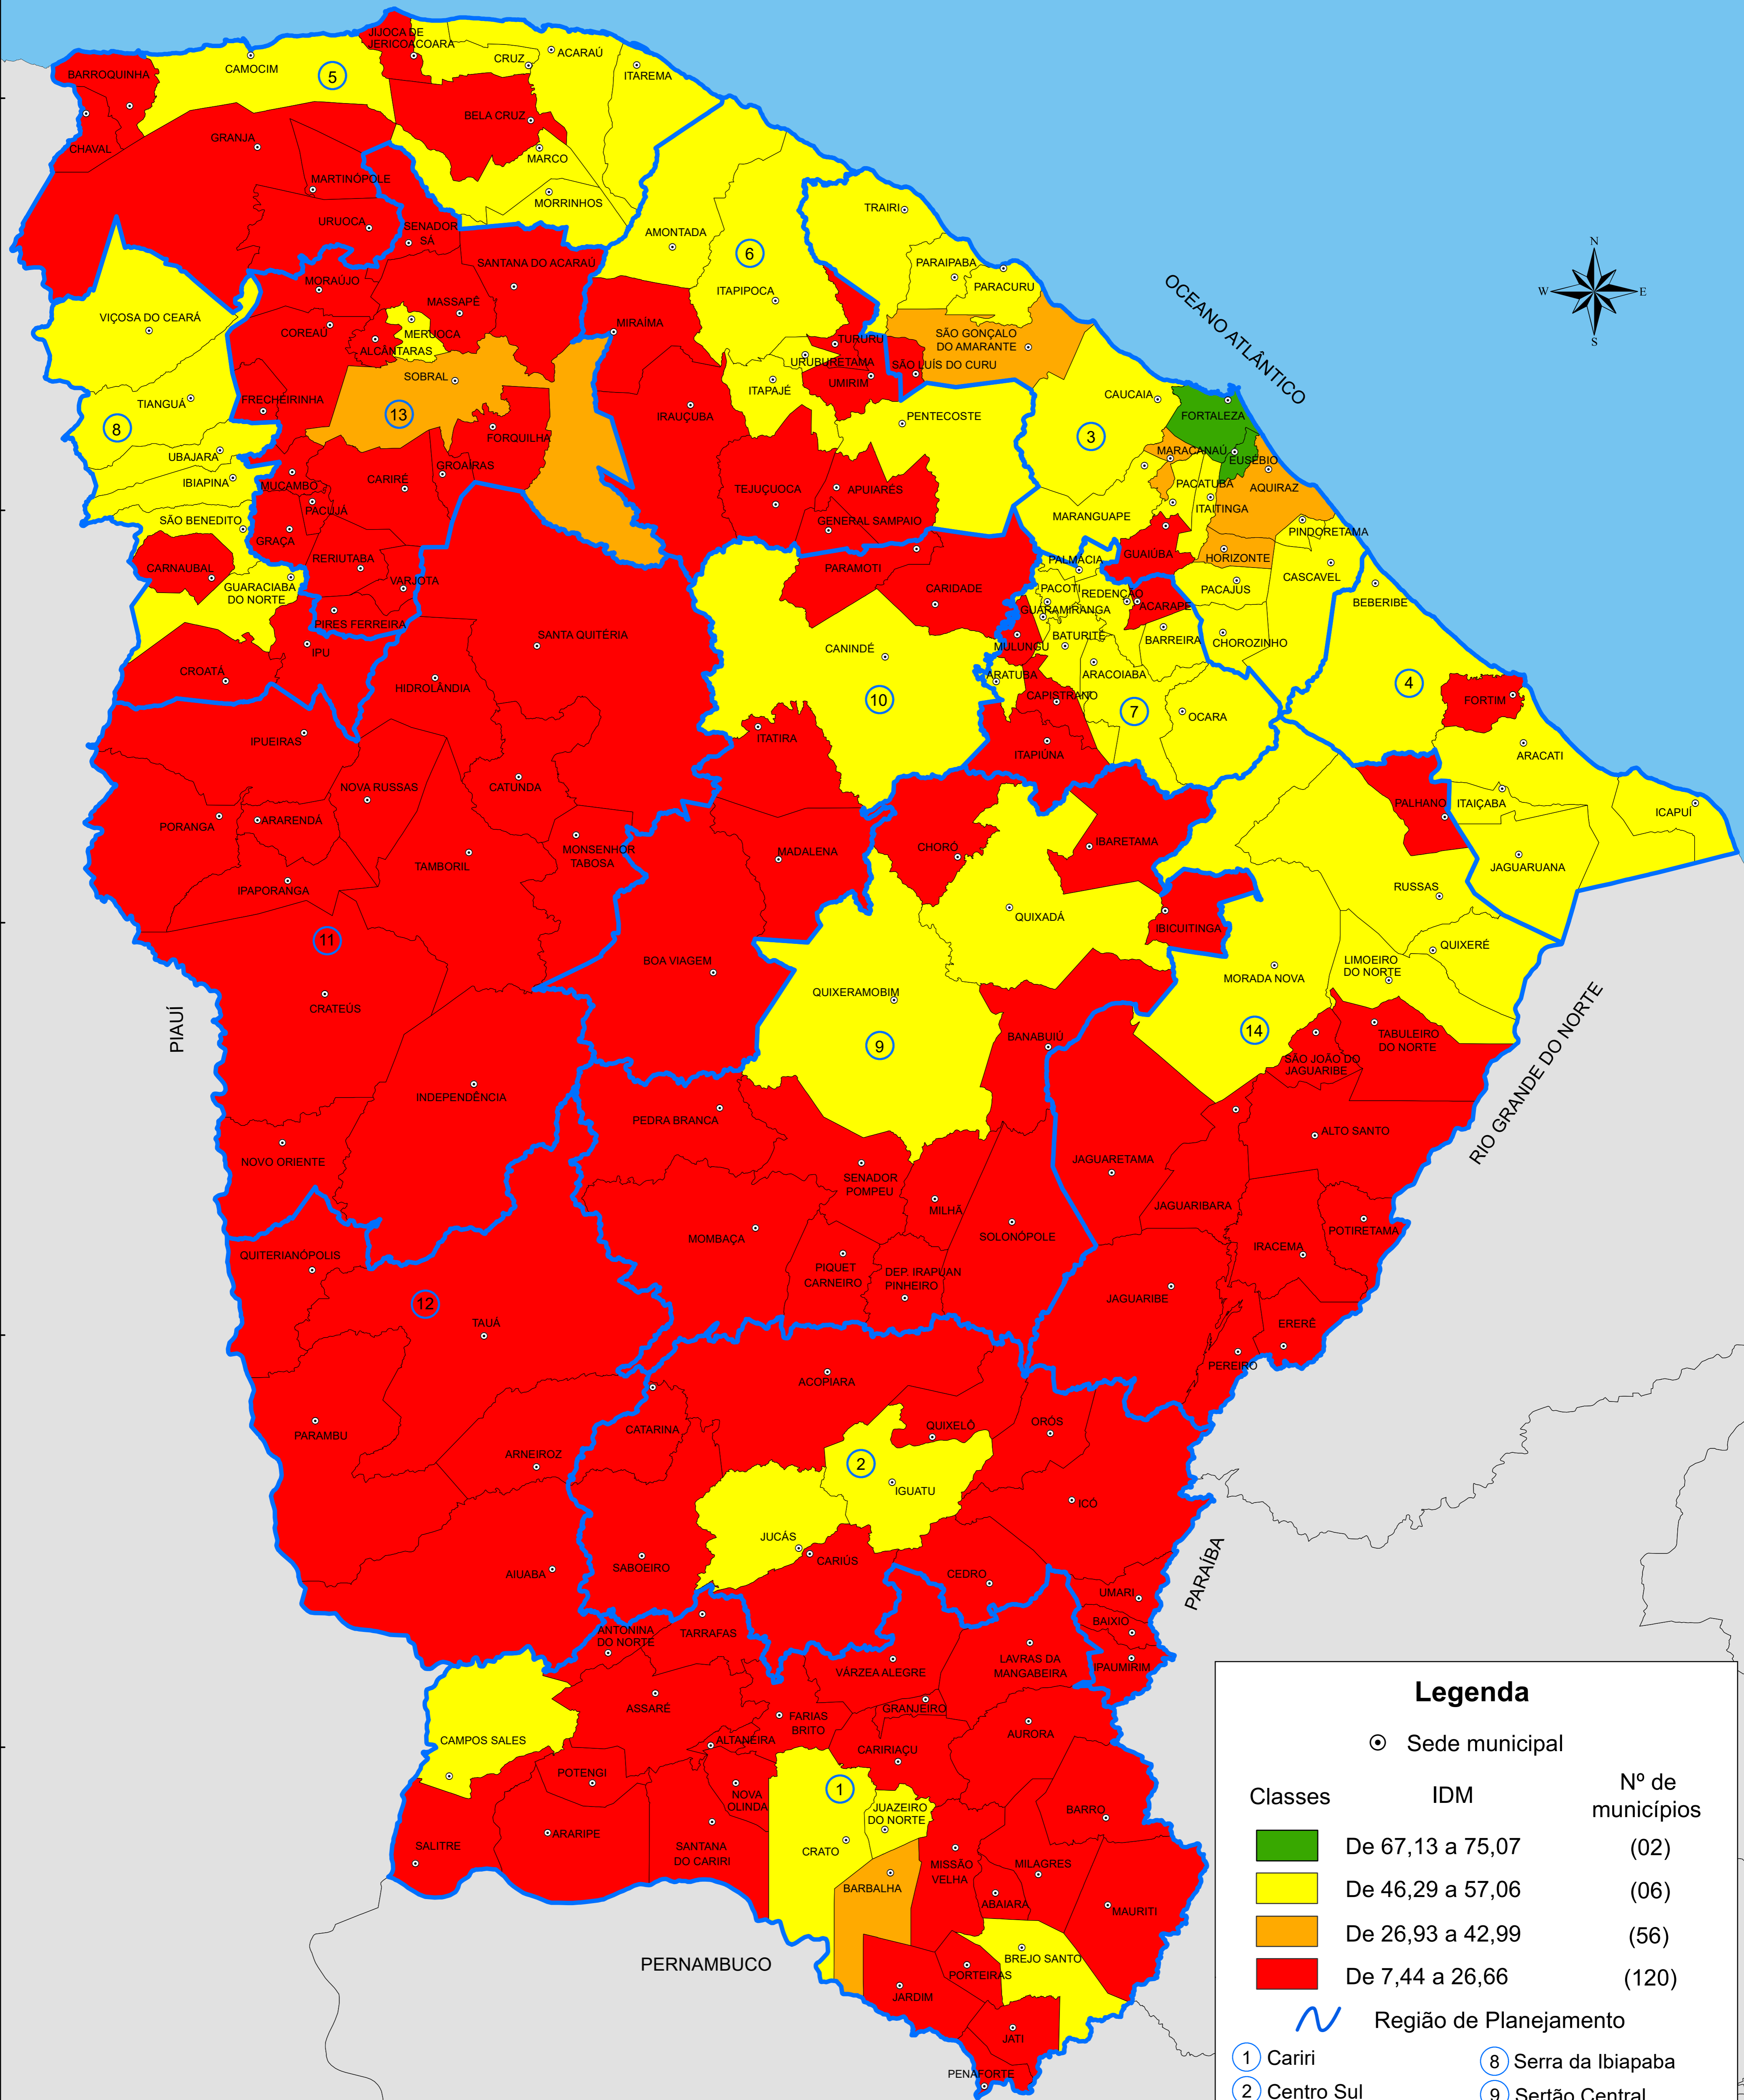 JIJOCA DE
JERICOACOARA
CRUZ
ACARAÚ
BARROQUINHA
CAMOCIM
5
ITAREMA
GRANJA
BELA CRUZ
CHAVAL
MARCO
MARTINÓPOLE
MORRINHOS
TRAIRI
URUOCA
SENADOR
SÁ
AMONTADA
6
N
W
E
S
SANTANA DO ACARAÚ
PARAIPABA
MORAÚJO
PARACURU
ITAPIPOCA
MASSAPÊ
VIÇOSA DO CEARÁ
MIRAÍMA
COREAÚ
MERUOCA
SÃO GONÇALO
DO AMARANTE
TURURU
ALCÂNTARAS
URUBURETAMA
SÃO LUÍS DO CURU
OCEANO ATLÂNTICO
SOBRAL
UMIRIM
ITAPAJÉ
CAUCAIA
FRECHEIRINHA
TIANGUÁ
13
IRAUÇUBA
PENTECOSTE
FORTALEZA
8
FORQUILHA
3
UBAJARA
MARACANAÚ
EUSÉBIO
GROAÍRAS
IBIAPINA
MUCAMBO
CARIRÉ
TEJUÇUOCA
APUIARÉS
PACATUBA
AQUIRAZ
PACUJÁ
ITAITINGA
SÃO BENEDITO
GENERAL SAMPAIO
MARANGUAPE
PINDORETAMA
GRAÇA
RERIUTABA
GUAIÚBA
HORIZONTE
CARNAUBAL
PARAMOTI
PALMÁCIA
VARJOTA
GUARACIABA
DO NORTE
CARIDADE
PACOTI
REDENÇÃO
PACAJUS
CASCAVEL
ACARAPE
BEBERIBE
GUARAMIRANGA
PIRES FERREIRA
SANTA QUITÉRIA
BATURITÉ
BARREIRA
CHOROZINHO
MULUNGU
IPU
CANINDÉ
CROATÁ
ARATUBA
ARACOIABA
HIDROLÂNDIA
4
10
CAPISTRANO
FORTIM
7
OCARA
IPUEIRAS
ITATIRA
ITAPIÚNA
ARACATI
NOVA RUSSAS
CATUNDA
PALHANO
ITAIÇABA
ICAPUÍ
PORANGA
ARARENDÁ
IBARETAMA
CHORÓ
MONSENHOR
TABOSA
MADALENA
TAMBORIL
JAGUARUANA
IPAPORANGA
RUSSAS
QUIXADÁ
IBICUITINGA
11
QUIXERÉ
BOA VIAGEM
LIMOEIRO
DO NORTE
MORADA NOVA
QUIXERAMOBIM
CRATEÚS
PIAUÍ
RIO GRANDE DO NORTE
14
BANABUIÚ
9
TABULEIRO
DO NORTE
SÃO JOÃO DO
JAGUARIBE
INDEPENDÊNCIA
PEDRA BRANCA
ALTO SANTO
NOVO ORIENTE
JAGUARETAMA
SENADOR
POMPEU
MILHÃ
JAGUARIBARA
POTIRETAMA
MOMBAÇA
SOLONÓPOLE
IRACEMA
QUITERIANÓPOLIS
PIQUET
CARNEIRO
DEP. IRAPUAN
PINHEIRO
JAGUARIBE
12
TAUÁ
ERERÊ
PEREIRO
ACOPIARA
CATARINA
QUIXELÔ
ORÓS
PARAMBU
ARNEIROZ
2
IGUATU
ICÓ
JUCÁS
CARIÚS
AIUABA
SABOEIRO
CEDRO
PARAÍBA
UMARI
BAIXIO
ANTONINA
DO NORTE
TARRAFAS
LAVRAS DA
MANGABEIRA
IPAUMIRIM
VÁRZEA ALEGRE
ASSARÉ
GRANJEIRO
FARIAS
BRITO
AURORA
CAMPOS SALES
ALTANEIRA
CARIRIAÇU
POTENGI
1
NOVA
OLINDA
JUAZEIRO
DO NORTE
BARRO
SALITRE
ARARIPE
SANTANA
DO CARIRI
CRATO
MISSÃO
VELHA
MILAGRES
BARBALHA
ABAIARA
MAURITI
PERNAMBUCO
BREJO SANTO
PORTEIRAS
JARDIM
JATI
PENAFORTE
Legenda
Sede municipal
Classes
IDM
Nº de
municípios
De 67,13 a 75,07
(02)
De 46,29 a 57,06
(06)
De 26,93 a 42,99
(56)
De 7,44 a 26,66
(120)
Região de Planejamento
1 Cariri
8 Serra da Ibiapaba
2 Centro Sul
9 Sertão Central